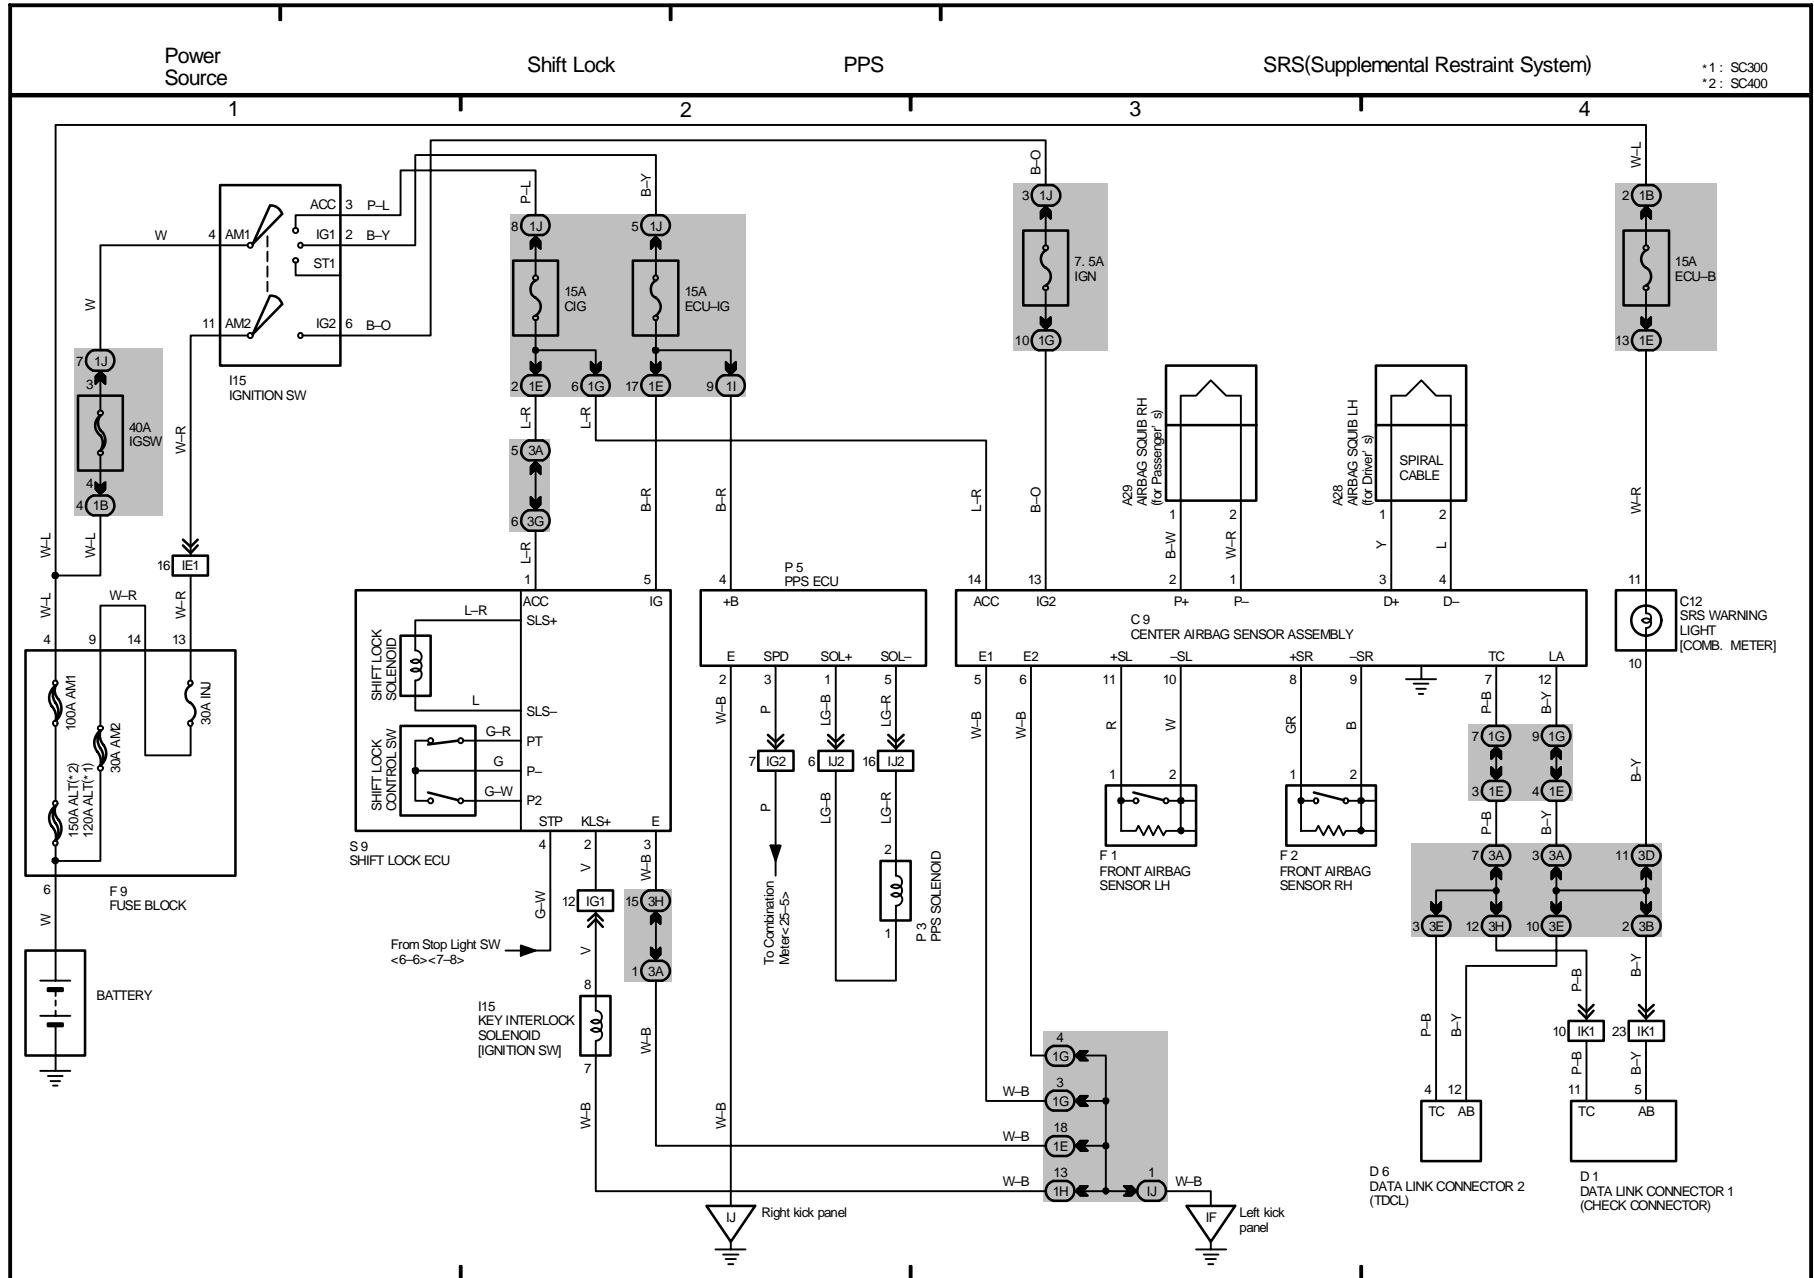 Power
Source
Shift Lock
PPS
SRS(Supplemental Restraint System)
*1 : SC300
*2 : SC400
1
2
3
4
W–L
B–O
P–L
B–Y
W
4 AM1
ACC 3 P–L
IG1 2 B–Y
ST1
11 AM2
IG2 6 B–O
I15
IGNITION SW
W
7 1J
3
40A
IGSW
4
4 1B
W–L
W–L
W–R
16 IE1
W–R
W–L
W–R
8 1J
5 1J
15A
CIG
15A
ECU–IG
2 1E
6 1G
17 1E
9 1I
L–R
L–R
5 3A
6 3G
L–R
B–R
B–R
3 1J
7. 5A
IGN
10 1G
L–R
B–O
2 1B
15A
ECU–B
13 1E
W–R
A29
AIRBAG SQUIB RH
(for Passenger' s)
1 2
B–W
W–R
A28
AIRBAG SQUIB LH
(for Driver' s)
SPIRAL
CABLE
1 2
Y
L
4 9 14 13
100A AM1
30A AM2
30A INJ
150A ALT(*2)
120A ALT(*1)
6
F 9
FUSE BLOCK
W
BATTERY
1 5
ACC
IG
L–R
SLS+
SHIFT LOCK
SOLENOID
L
SLS–
SHIFT LOCK
CONTROL SW
G–R PT
G P–
G–W P2
STP KLS+ E
4 2 3
S 9
SHIFT LOCK ECU
G–W
V
W–B
12 IG1
15 3H
From Stop Light SW
<6–6><7–8>
V
1 3A
8
I15
KEY INTERLOCK
SOLENOID
[IGNITION SW]
7
W–B
W–B
4
P 5
PPS ECU
+B
E SPD SOL+ SOL–
2 3 1 5
W–B
P
LG–B
LG–R
7 IG2
6 IJ2
16 IJ2
P
LG–B
LG–R
To Combination
Meter<25–5>
2
1
P 3
PPS SOLENOID
W–B
IJ
Right kick panel
14 13 2 1 3 4
ACC IG2 P+ P– D+ D–
C 9
CENTER AIRBAG SENSOR ASSEMBLY
E1 E2 +SL –SL +SR –SR TC LA
5 6 11 10 8 9 7 12
W–B
W–B
R
W
GR
B
P–B
B–Y
1 2
F 1
FRONT AIRBAG
SENSOR LH
1 2
F 2
FRONT AIRBAG
SENSOR RH
11
C12
SRS WARNING
LIGHT
[COMB. METER]
10
B–Y
7 1G
9 1G
3 1E
4 1E
P–B
B–Y
7 3A
3 3A
11 3D
3 3E
12 3H
10 3E
2 3B
P–B
B–Y
P–B
B–Y
10 IK1
23 IK1
P–B
B–Y
4 12
TC AB
D 6
DATA LINK CONNECTOR 2
(TDCL)
11 5
TC AB
D 1
DATA LINK CONNECTOR 1
(CHECK CONNECTOR)
4
1G
W–B
3
1G
W–B
18
1E
W–B
13
1H
1
IJ
W–B
IF
Left kick
panel